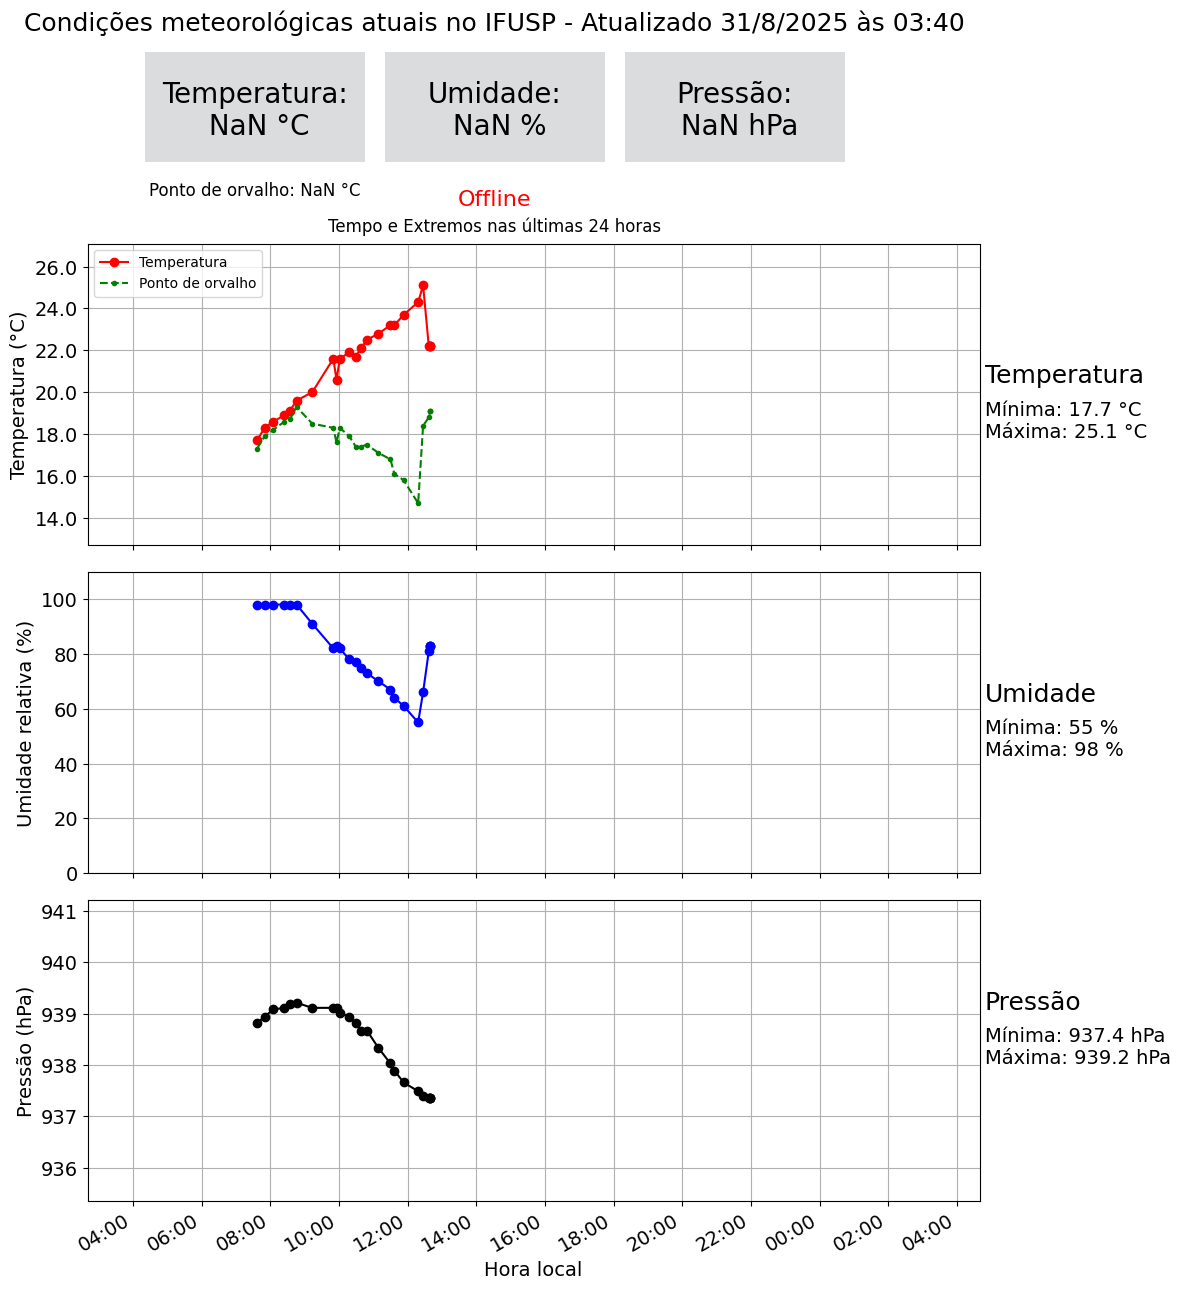 Condições meteorológicas atuais no IFUSP - Atualizado 31/8/2025 às 03:40
Temperatura:
NaN °C
Umidade:
NaN %
Pressão:
NaN hPa
Ponto de orvalho: NaN °C
Offline
Tempo e Extremos nas últimas 24 horas
Temperatura
Ponto de orvalho
Temperatura (°C)
26.0
24.0
22.0
20.0
18.0
16.0
14.0
Temperatura
Mínima: 17.7 °C
Máxima: 25.1 °C
Umidade relativa (%)
100
80
60
40
20
0
Umidade
Mínima: 55 %
Máxima: 98 %
Pressão (hPa)
941
940
939
938
937
936
Pressão
Mínima: 937.4 hPa
Máxima: 939.2 hPa
04:00 06:00 08:00 10:00 12:00 14:00 16:00 18:00 20:00 22:00 00:00 02:00 04:00
Hora local